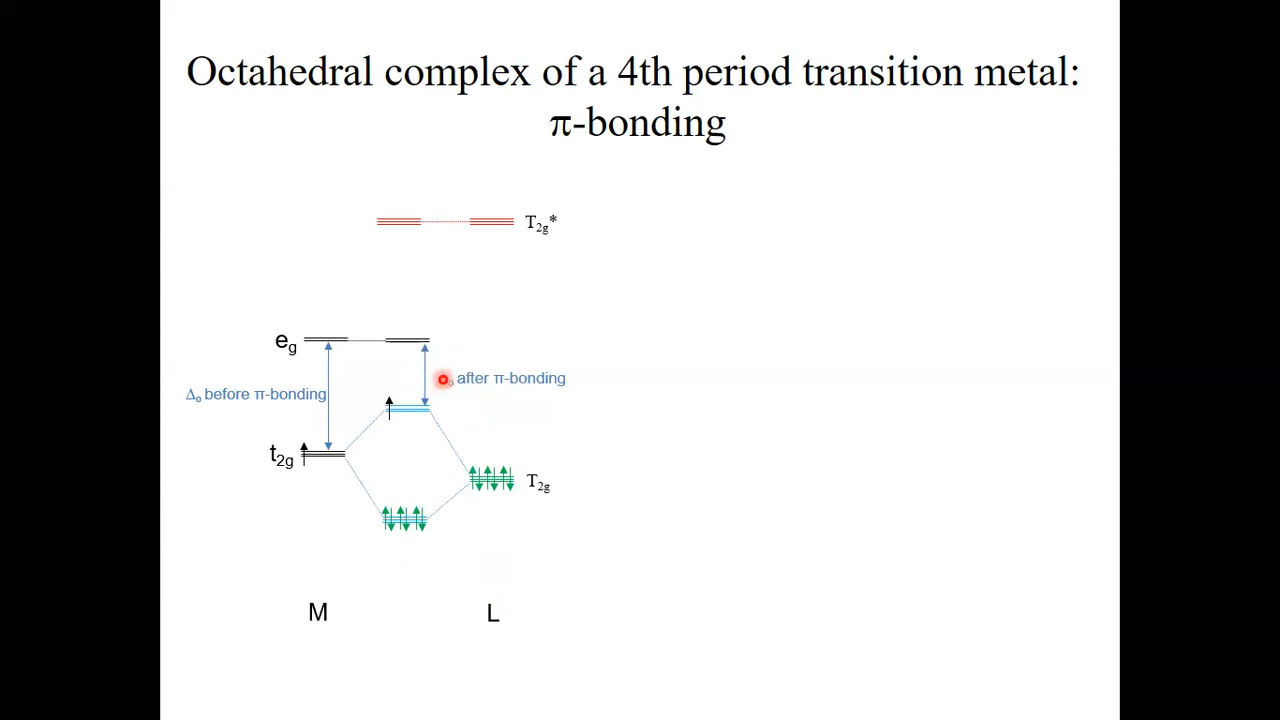 Octahedral complex of a 4th period transition metal:
π-bonding
T₂g*
eg
after π-bonding
Δₒ before π-bonding
t₂g
T₂g
M
L